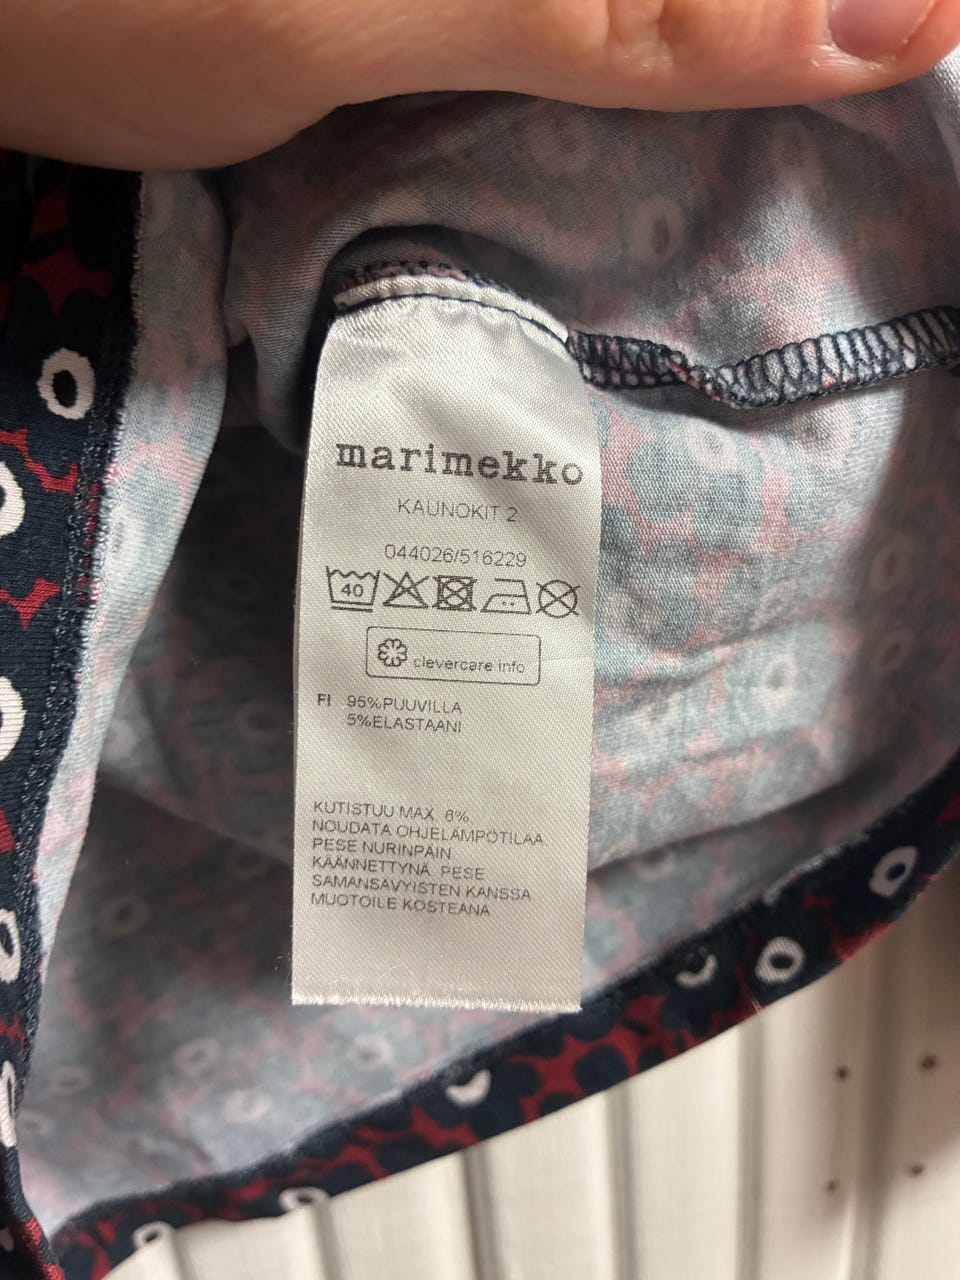 marimekko
KAUNOKIT 2
044026/516229
40
clevercare.info
FI 95%PUUVILLA
5%ELASTAANI
KUTISTUU MAX. 6%.
NOUDATA OHJELÄMPÖTILAA
PESE NURINPÄIN
KÄÄNNETTYNÄ. PESE
SAMANSÄVYISTEN KANSSA
MUOTOILE KOSTEANA